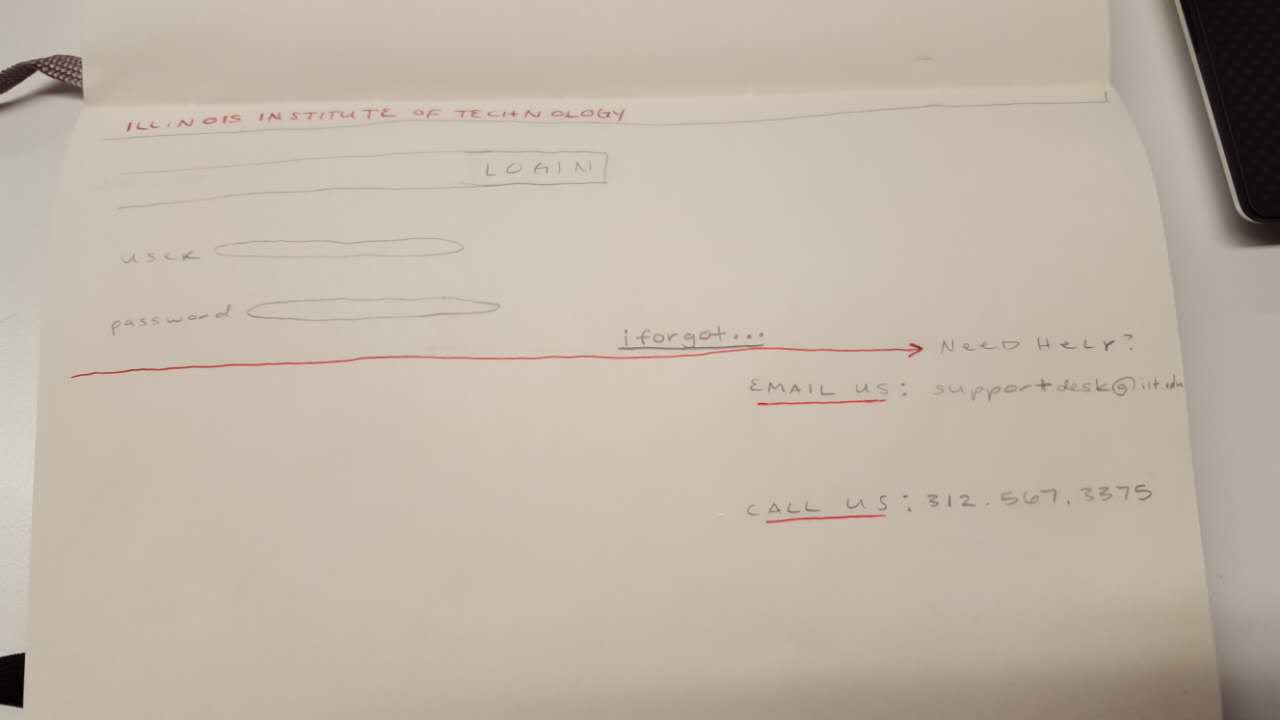 ILLINOIS INSTITUTE OF TECHNOLOGY
LOGIN
user
password
i forgot...
NEED HELP?
EMAIL US: supportdesk@iit.edu
CALL US: 312.567.3375